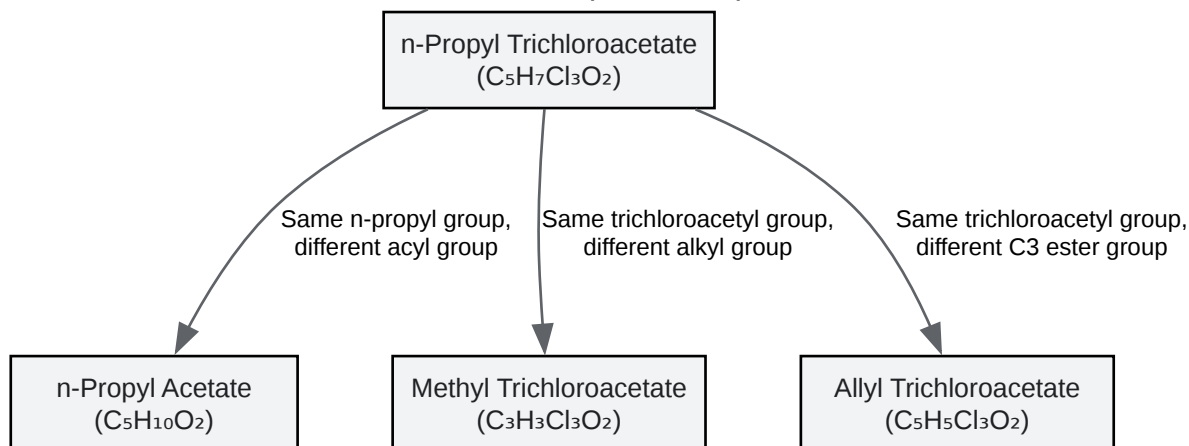 n-Propyl Trichloroacetate
(C₅H₇Cl₃O₂)
Same n-propyl group,
different acyl group
Same trichloroacetyl group,
different alkyl group
Same trichloroacetyl group,
different C3 ester group
n-Propyl Acetate
(C₅H₁₀O₂)
Methyl Trichloroacetate
(C₃H₃Cl₃O₂)
Allyl Trichloroacetate
(C₅H₅Cl₃O₂)